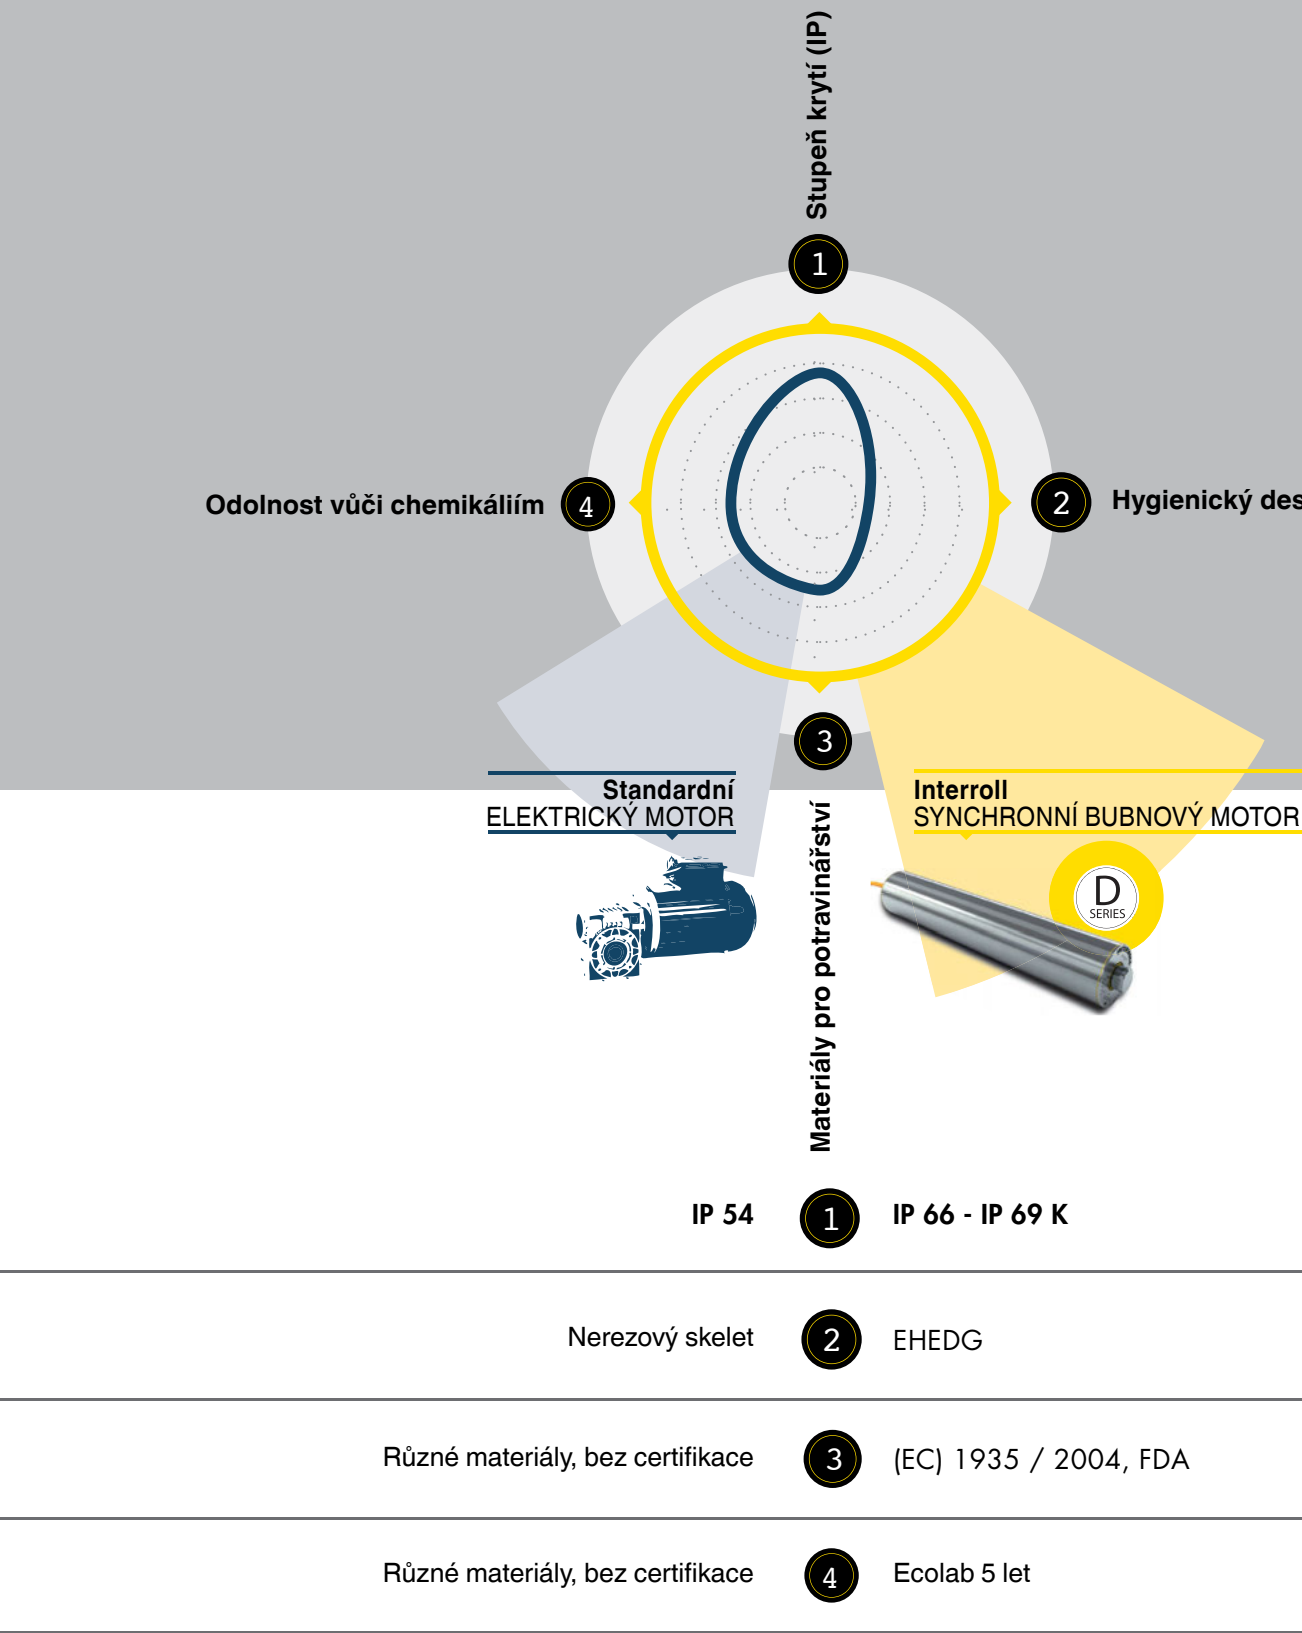 Stupeň krytí (IP)
1
Odolnost vůči chemikáliím
4
2
Hygienický des
3
Standardní
ELEKTRICKÝ MOTOR
Interroll
SYNCHRONNÍ BUBNOVÝ MOTOR
D
SERIES
Materiály pro potravinářství
IP 54
1
IP 66 - IP 69 K
Nerezový skelet
2
EHEDG
Různé materiály, bez certifikace
3
(EC) 1935 / 2004, FDA
Různé materiály, bez certifikace
4
Ecolab 5 let